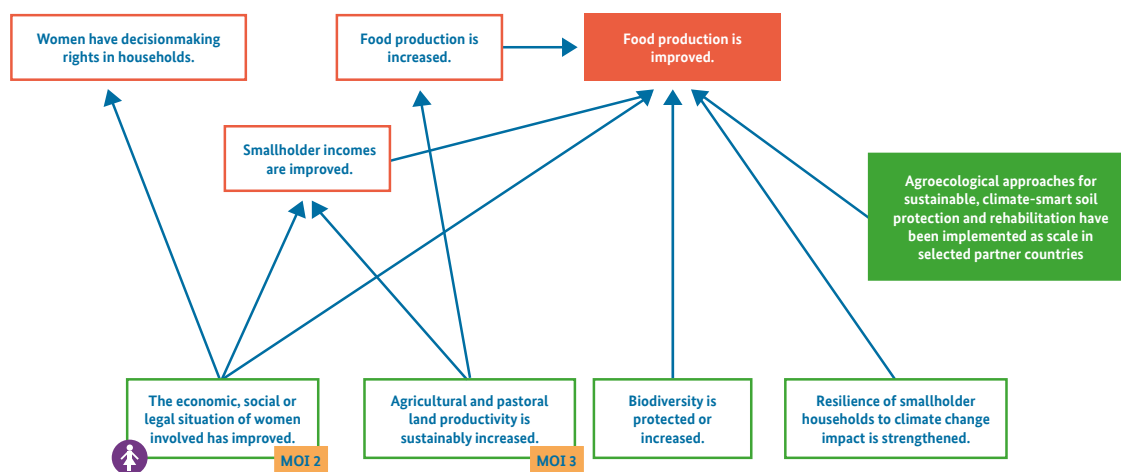 Women have decisionmaking
rights in households.
Food production is
increased.
Food production is
improved.
Smallholder incomes
are improved.
Agroecological approaches for
sustainable, climate-smart soil
protection and rehabilitation have
been implemented as scale in
selected partner countries
The economic, social or
legal situation of women
involved has improved.
MOI 2
Agricultural and pastoral
land productivity is
sustainably increased.
MOI 3
Biodiversity is
protected or
increased.
Resilience of smallholder
households to climate change
impact is strengthened.